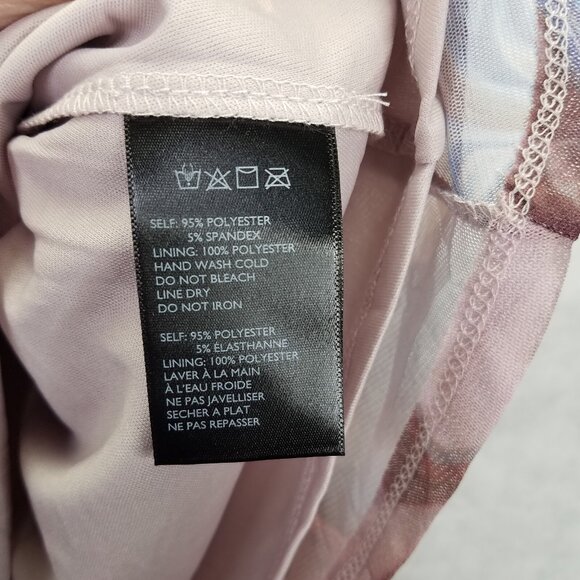 SELF: 95% POLYESTER
5% SPANDEX
LINING: 100% POLYESTER
HAND WASH COLD
DO NOT BLEACH
LINE DRY
DO NOT IRON
SELF: 95% POLYESTER
5% ÉLASTHANNE
LINING: 100% POLYESTER
LAVER À LA MAIN
À L'EAU FROIDE
NE PAS JAVELLISER
SECHER A PLAT
NE PAS REPASSER